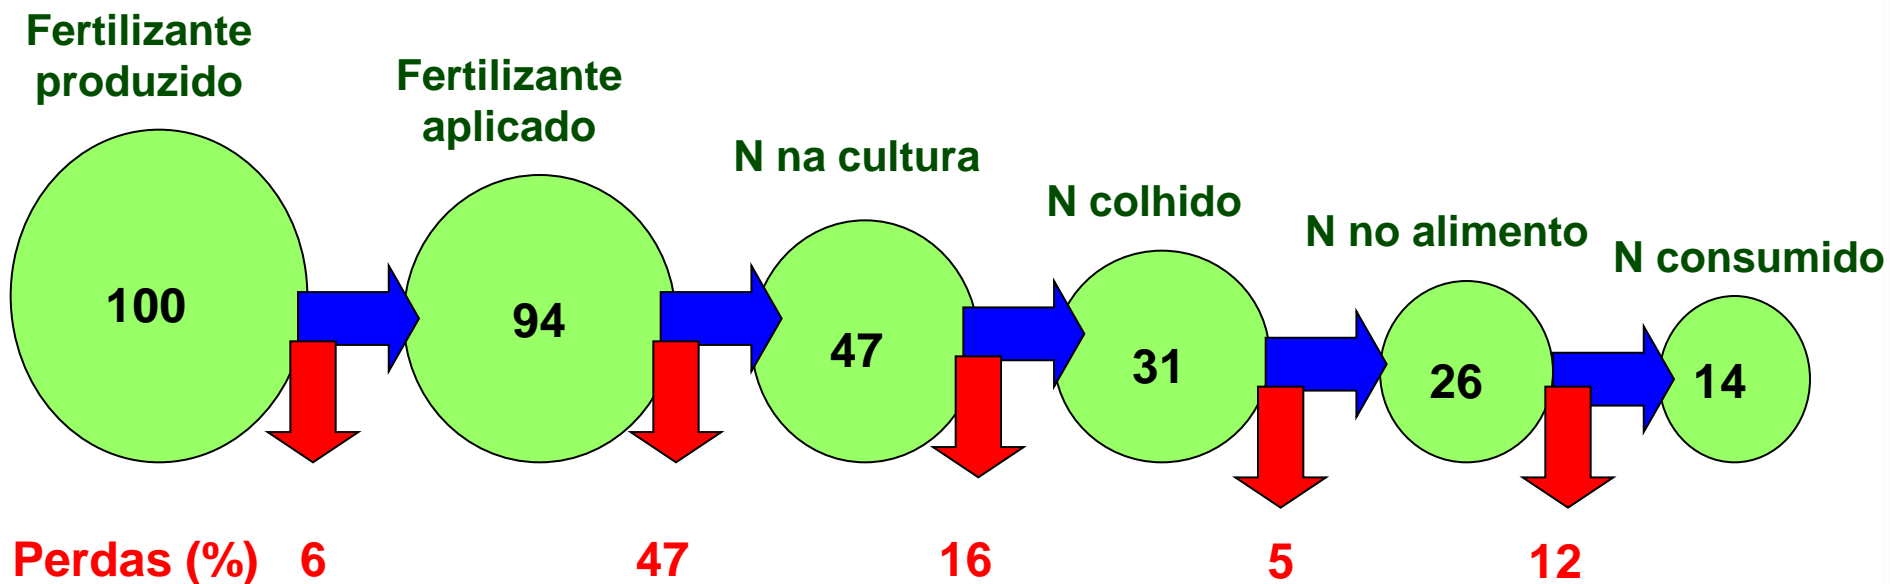 Fertilizante
produzido
Fertilizante
aplicado
N na cultura
N colhido
N no alimento
N consumido
100
94
47
31
26
14
Perdas (%) 6 47 16 5 12